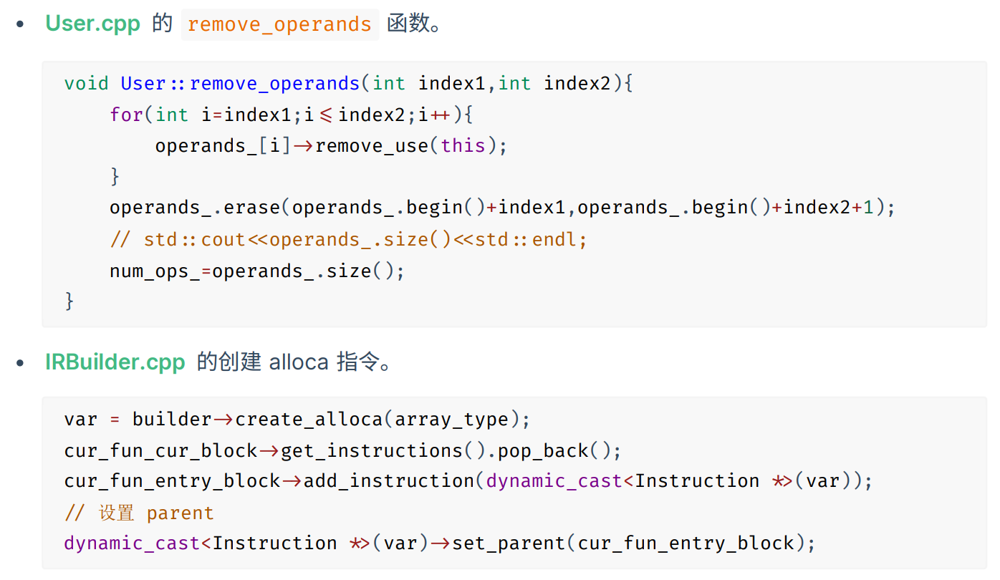 User.cpp 的 remove_operands 函数。
void User::remove_operands(int index1,int index2){
for(int i=index1;i<=index2;i++){
operands_[i]->remove_use(this);
}
operands_.erase(operands_.begin()+index1,operands_.begin()+index2+1);
// std::cout<<operands_.size()<<std::endl;
num_ops_=operands_.size();
}
IRBuilder.cpp 的创建 alloca 指令。
var = builder->create_alloca(array_type);
cur_fun_cur_block->get_instructions().pop_back();
cur_fun_entry_block->add_instruction(dynamic_cast<Instruction *>(var));
// 设置 parent
dynamic_cast<Instruction *>(var)->set_parent(cur_fun_entry_block);